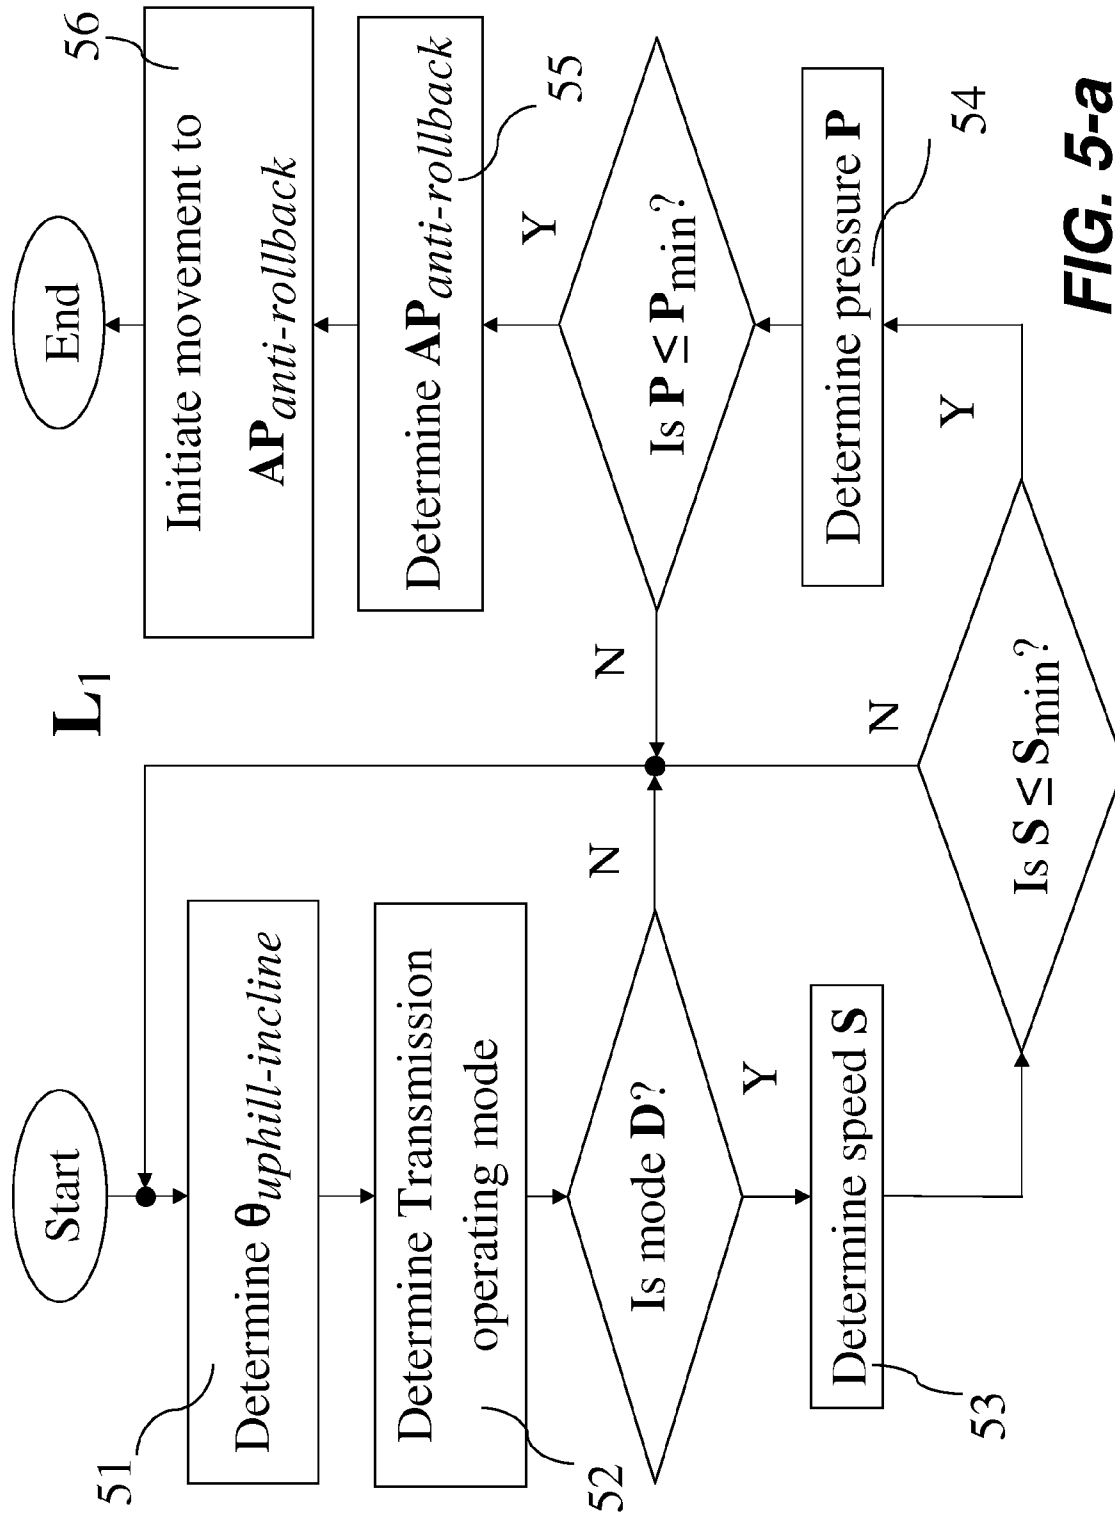 L1
Start
51
Determine θuphill-incline
Determine Transmission
operating mode
52
Is mode D?
N
Y
Determine speed S
53
Is S ≤ Smin?
N
Y
Determine pressure P
54
Is P ≤ Pmin?
N
Y
Determine APanti-rollback
55
Initiate movement to
APanti-rollback
56
End
FIG. 5-a